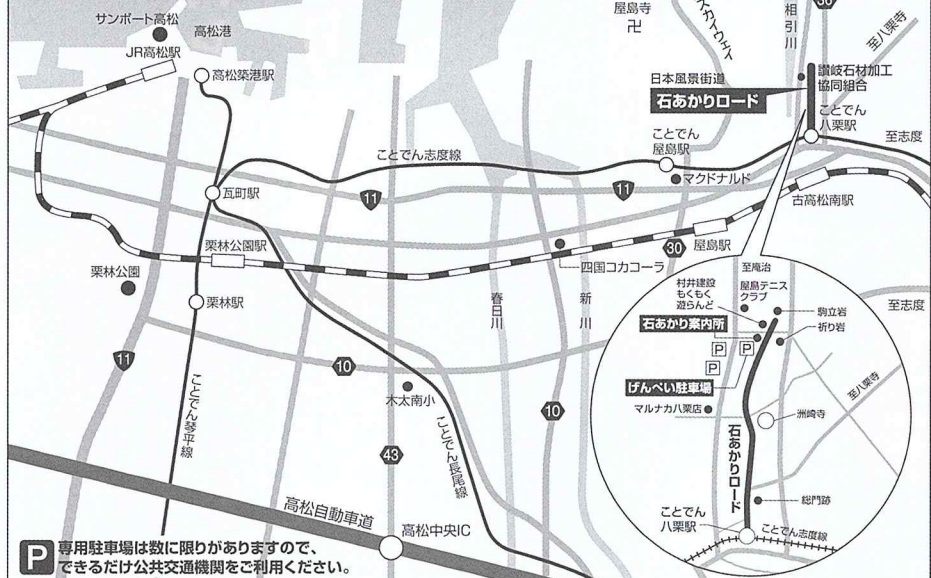 サンポート高松
高松港
JR高松駅
高松築港駅
屋島寺
卍
スカイウェイ
相引川
30
至八栗寺
日本風景街道
石あかりロード
讃岐石材加工
協同組合
ことでん
八栗駅
至志度
ことでん志度線
ことでん
屋島駅
マクドナルド
瓦町駅
11
11
古高松南駅
栗林公園駅
30
屋島駅
四国コカコーラ
栗林公園
栗林駅
春日川
新川
至志度
11
10
木太南小
10
ことでん琴平線
ことでん長尾線
43
高松自動車道
高松中央IC
至庵治
村井建設
もくもく
遊らんど
屋島テニス
クラブ
駒立岩
石あかり案内所
祈り岩
P
P
P
げんぺい駐車場
至八栗寺
マルナカ八栗店
洲崎寺
石あかりロード
総門跡
ことでん
八栗駅
ことでん志度線
P 専用駐車場は数に限りがありますので、
できるだけ公共交通機関をご利用ください。